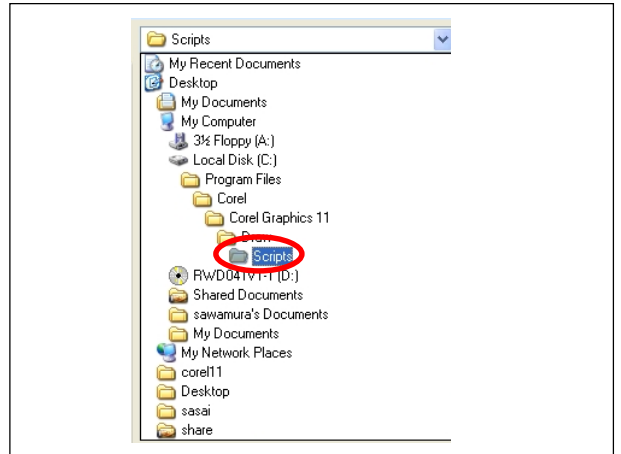 Scripts
My Recent Documents
Desktop
My Documents
My Computer
3½ Floppy (A:)
Local Disk (C:)
Program Files
Corel
Corel Graphics 11
Draw
Scripts
RWD041V1-1 (D:)
Shared Documents
sawamura's Documents
My Documents
My Network Places
corel11
Desktop
sasai
share